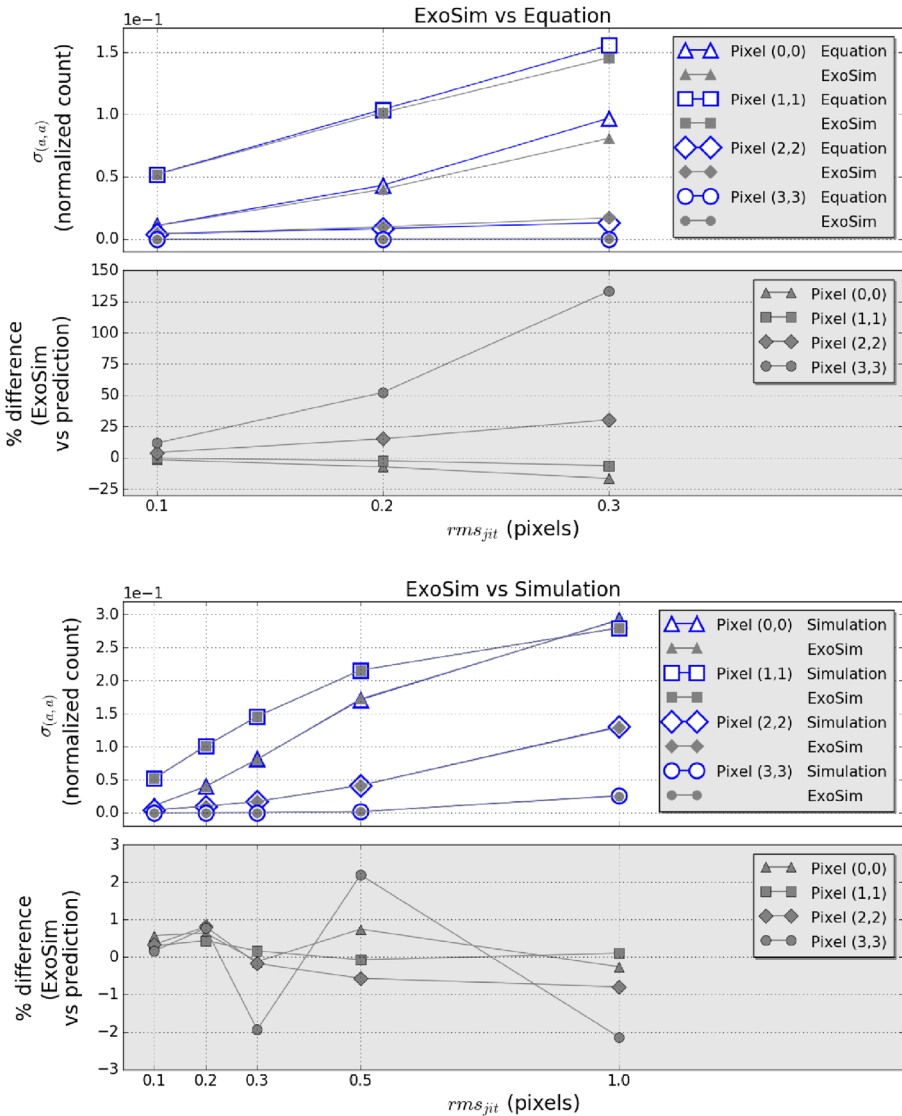 ExoSim vs Equation
1e−1
1.5
1.0
0.5
0.0
σ(a, a)
(normalized count)
Pixel (0,0) Equation
ExoSim
Pixel (1,1) Equation
ExoSim
Pixel (2,2) Equation
ExoSim
Pixel (3,3) Equation
ExoSim
150
125
100
75
50
25
0
−25
% difference
(ExoSim
vs prediction)
Pixel (0,0)
Pixel (1,1)
Pixel (2,2)
Pixel (3,3)
0.1 0.2 0.3
rmsjit (pixels)
ExoSim vs Simulation
1e−1
3.0
2.5
2.0
1.5
1.0
0.5
0.0
σ(a, a)
(normalized count)
Pixel (0,0) Simulation
ExoSim
Pixel (1,1) Simulation
ExoSim
Pixel (2,2) Simulation
ExoSim
Pixel (3,3) Simulation
ExoSim
3
2
1
0
−1
−2
−3
% difference
(ExoSim
vs prediction)
Pixel (0,0)
Pixel (1,1)
Pixel (2,2)
Pixel (3,3)
0.1 0.2 0.3 0.5 1.0
rmsjit (pixels)